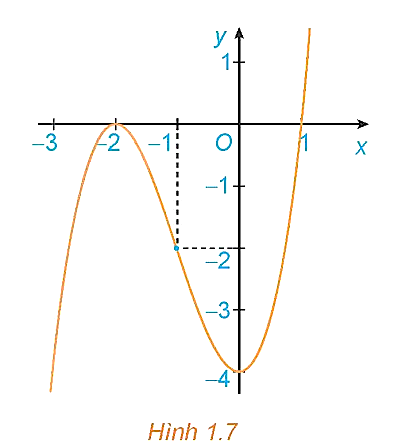 y
1
–3 –2 –1 O 1 x
–1
–2
–3
–4
Hình 1.7